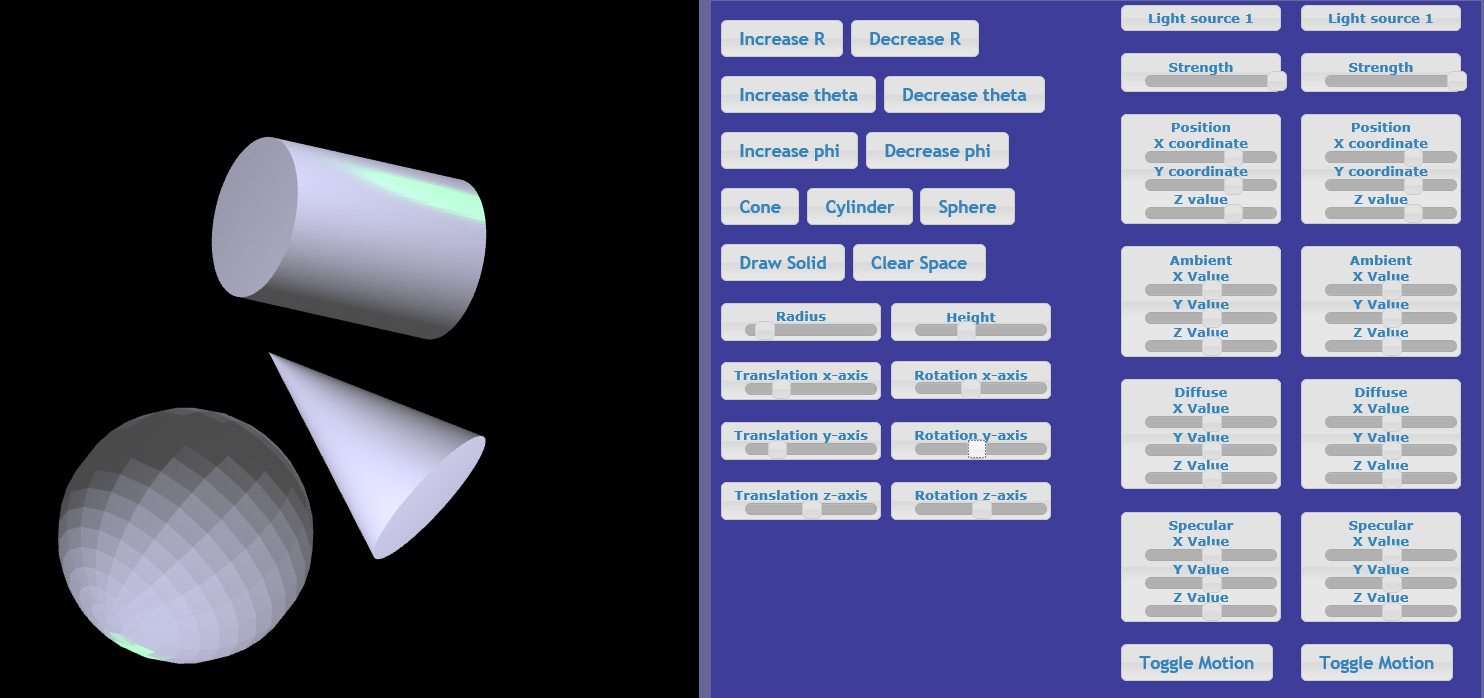 Increase R Decrease R
Increase theta Decrease theta
Increase phi Decrease phi
Cone Cylinder Sphere
Draw Solid Clear Space
Radius Height
Translation x-axis Rotation x-axis
Translation y-axis Rotation y-axis
Translation z-axis Rotation z-axis
Light source 1
Strength
Position
X coordinate
Y coordinate
Z value
Ambient
X Value
Y Value
Z Value
Diffuse
X Value
Y Value
Z Value
Specular
X Value
Y Value
Z Value
Toggle Motion
Light source 1
Strength
Position
X coordinate
Y coordinate
Z value
Ambient
X Value
Y Value
Z Value
Diffuse
X Value
Y Value
Z Value
Specular
X Value
Y Value
Z Value
Toggle Motion